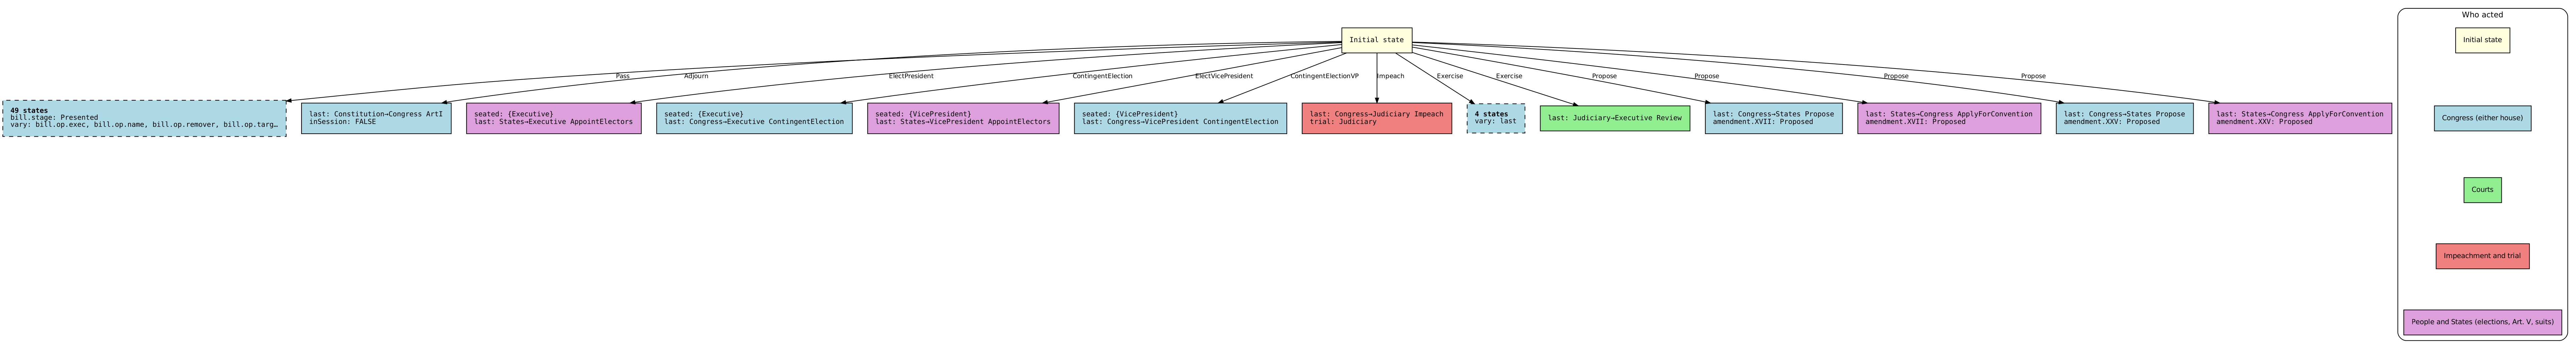 Who acted
Initial state
Initial state
Pass
Adjourn
ElectPresident
ContingentElection
ElectVicePresident
ContingentElectionVP
Impeach
Exercise
Exercise
Propose
Propose
Propose
Propose
49 states
bill.stage: Presented
vary: bill.op.exec, bill.op.name, bill.op.remover, bill.op.targ…
last: Constitution→Congress ArtI
inSession: FALSE
seated: {Executive}
last: States→Executive AppointElectors
seated: {Executive}
last: Congress→Executive ContingentElection
seated: {VicePresident}
last: States→VicePresident AppointElectors
seated: {VicePresident}
last: Congress→VicePresident ContingentElection
last: Congress→Judiciary Impeach
trial: Judiciary
4 states
vary: last
last: Judiciary→Executive Review
last: Congress→States Propose
amendment.XVII: Proposed
last: States→Congress ApplyForConvention
amendment.XVII: Proposed
last: Congress→States Propose
amendment.XXV: Proposed
last: States→Congress ApplyForConvention
amendment.XXV: Proposed
Congress (either house)
Courts
Impeachment and trial
People and States (elections, Art. V, suits)